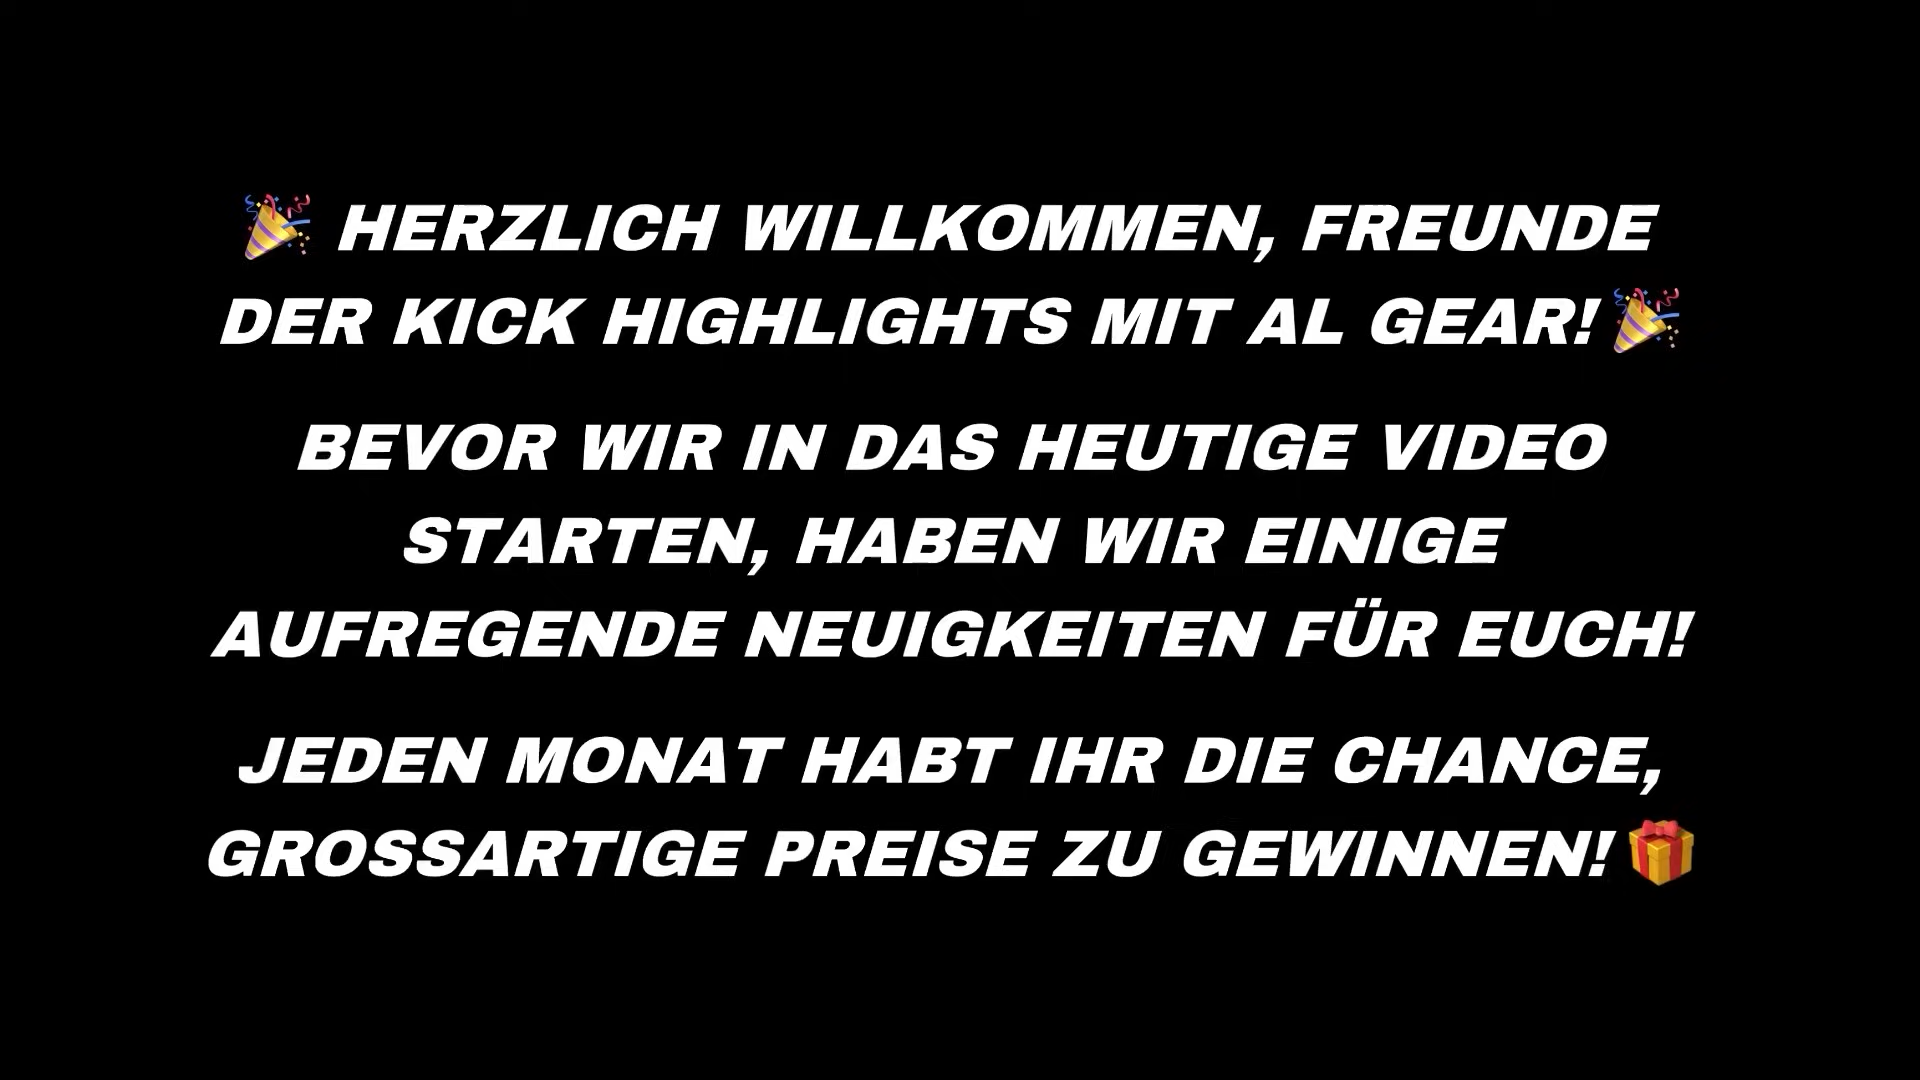 🎉 HERZLICH WILLKOMMEN, FREUNDE
DER KICK HIGHLIGHTS MIT AL GEAR! 🎉
BEVOR WIR IN DAS HEUTIGE VIDEO
STARTEN, HABEN WIR EINIGE
AUFREGENDE NEUIGKEITEN FÜR EUCH!
JEDEN MONAT HABT IHR DIE CHANCE,
GROSSARTIGE PREISE ZU GEWINNEN! 🎁